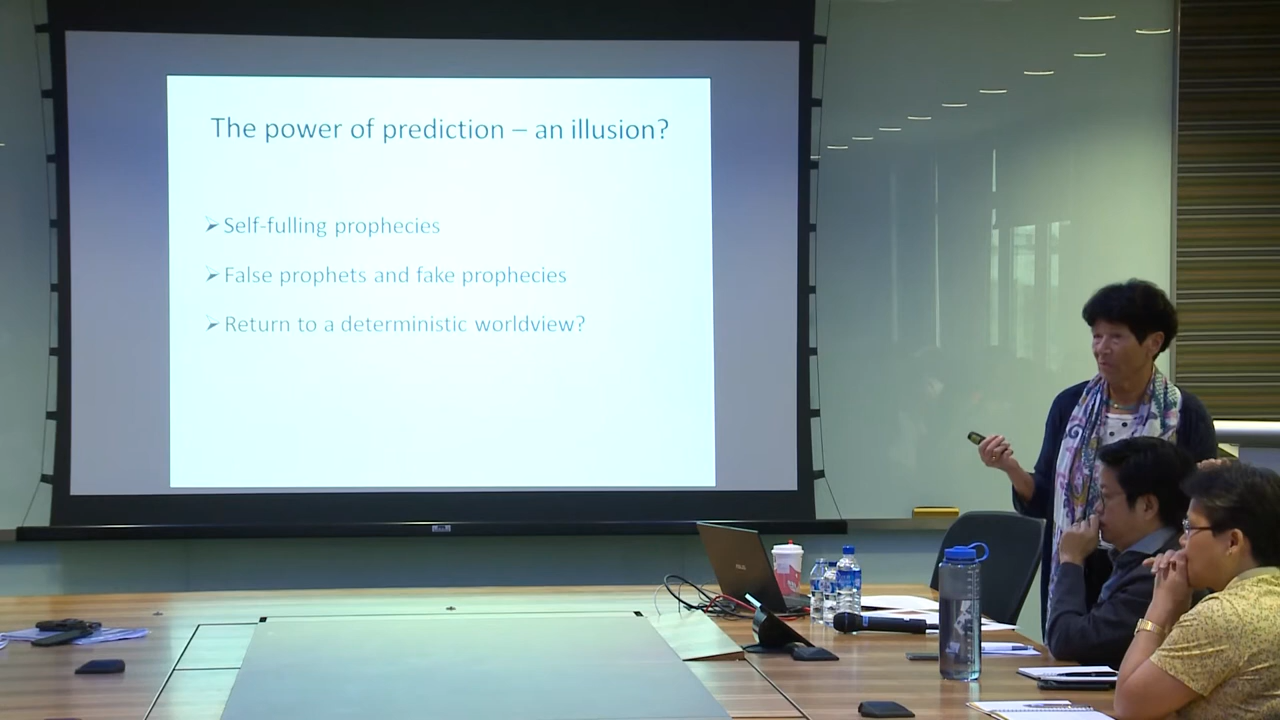 The power of prediction – an illusion?
Self-fulling prophecies
False prophets and fake prophecies
Return to a deterministic worldview?